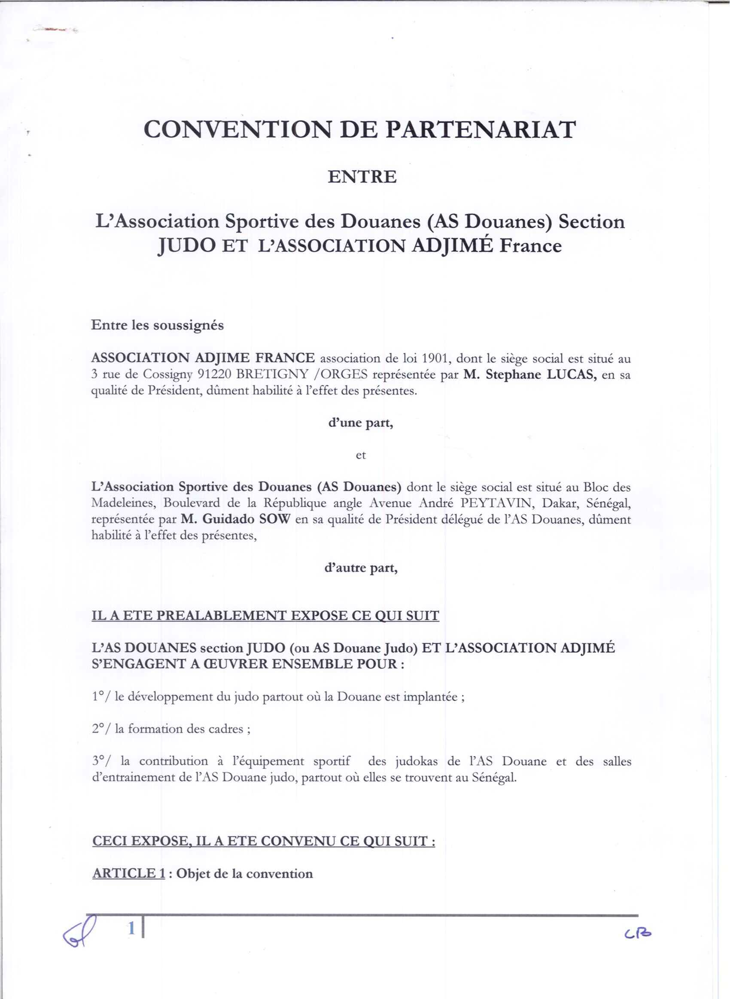 CONVENTION DE PARTENARIAT
ENTRE
L'Association Sportive des Douanes (AS Douanes) Section
JUDO ET L'ASSOCIATION ADJIMÉ France
Entre les soussignés
ASSOCIATION ADJIME FRANCE association de loi 1901, dont le siège social est situé au
3 rue de Cossigny 91220 BRETIGNY /ORGES représentée par M. Stephane LUCAS, en sa
qualité de Président, dûment habilité à l'effet des présentes.
d'une part,
et
L'Association Sportive des Douanes (AS Douanes) dont le siège social est situé au Bloc des
Madeleines, Boulevard de la République angle Avenue André PEYTAVIN, Dakar, Sénégal,
représentée par M. Guidado SOW en sa qualité de Président délégué de l'AS Douanes, dûment
habilité à l'effet des présentes,
d'autre part,
IL A ETE PREALABLEMENT EXPOSE CE QUI SUIT
L'AS DOUANES section JUDO (ou AS Douane Judo) ET L'ASSOCIATION ADJIMÉ
S'ENGAGENT A ŒUVRER ENSEMBLE POUR :
1°/ le développement du judo partout où la Douane est implantée ;
2°/ la formation des cadres ;
3°/ la contribution à l'équipement sportif des judokas de l'AS Douane et des salles
d'entrainement de l'AS Douane judo, partout où elles se trouvent au Sénégal.
CECI EXPOSE, IL A ETE CONVENU CE QUI SUIT :
ARTICLE 1 : Objet de la convention
1